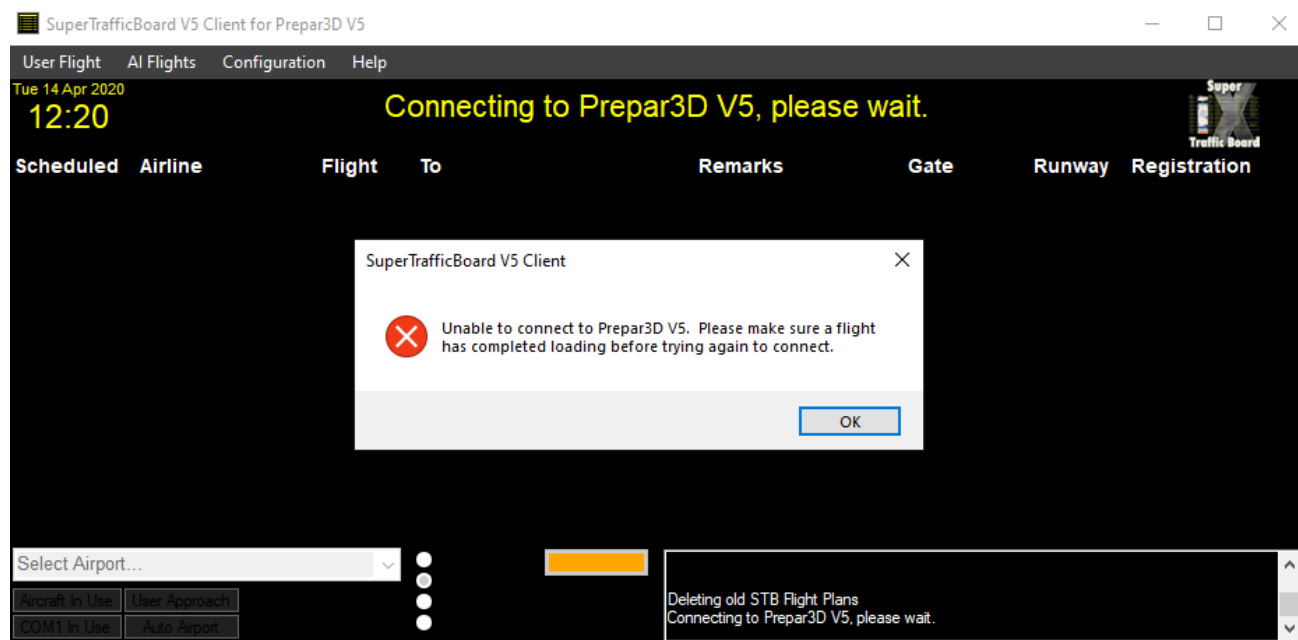 SuperTrafficBoard V5 Client for Prepar3D V5
User Flight AI Flights Configuration Help
Tue 14 Apr 2020
12:20
Connecting to Prepar3D V5, please wait.
Super
Traffic Board
Scheduled Airline Flight To Remarks Gate Runway Registration
SuperTrafficBoard V5 Client
Unable to connect to Prepar3D V5. Please make sure a flight
has completed loading before trying again to connect.
OK
Select Airport...
Aircraft In Use User Approach
COM1 In Use Auto Airport
Deleting old STB Flight Plans
Connecting to Prepar3D V5, please wait.